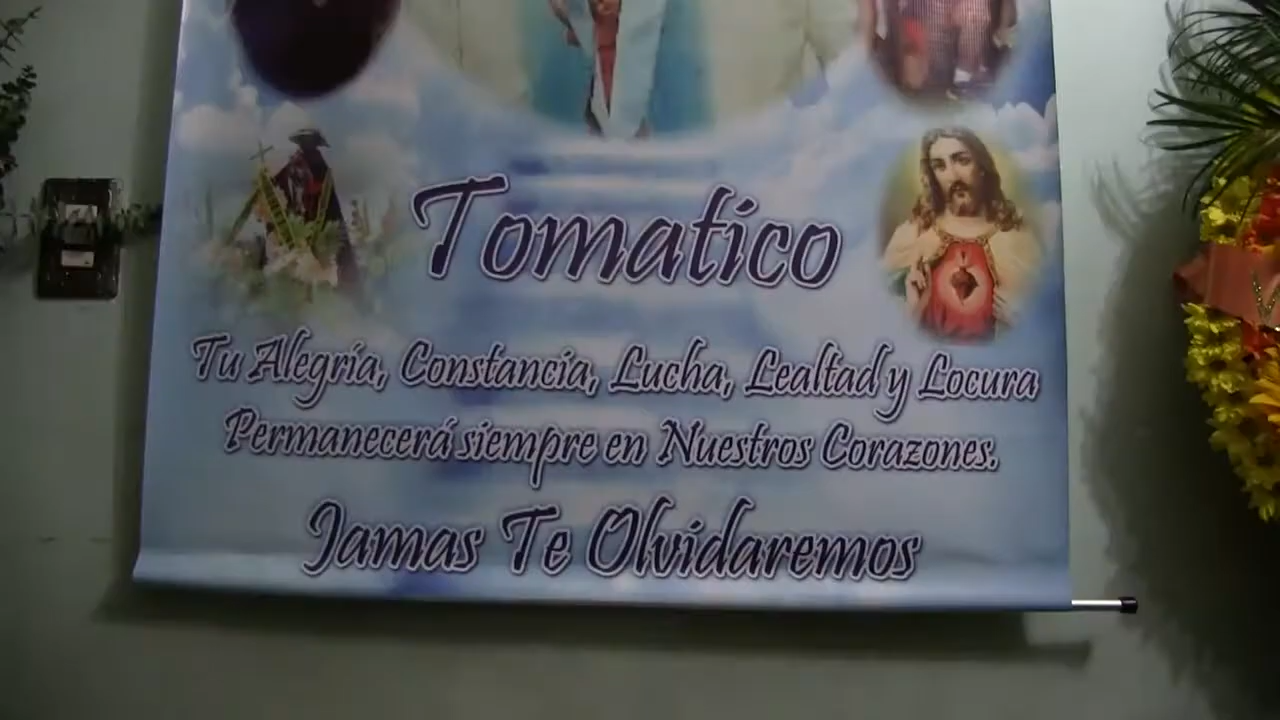 Tomatico
Tu Alegría, Constancia, Lucha, Lealtad y Locura
Permanecerá siempre en Nuestros Corazones.
Jamas Te Olvidaremos